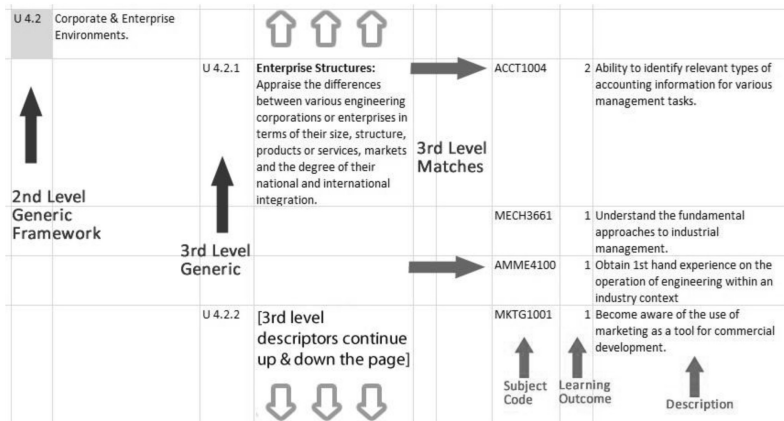 U 4.2 Corporate & Enterprise
Environments.
U 4.2.1 Enterprise Structures: ACCT1004 2 Ability to identify relevant types of
Appraise the differences accounting information for various
between various engineering management tasks.
corporations or enterprises in
terms of their size, structure,
products or services, markets
and the degree of their
national and international
integration.
3rd Level
Matches
2nd Level
Generic
Framework
3rd Level
Generic
MECH3661 1 Understand the fundamental
approaches to industrial
management.
AMME4100 1 Obtain 1st hand experience on the
operation of engineering within an
industry context
U 4.2.2 [3rd level MKTG1001 1 Become aware of the use of
descriptors continue marketing as a tool for commercial
up & down the page] development.
Subject
Code
Learning
Outcome
Description